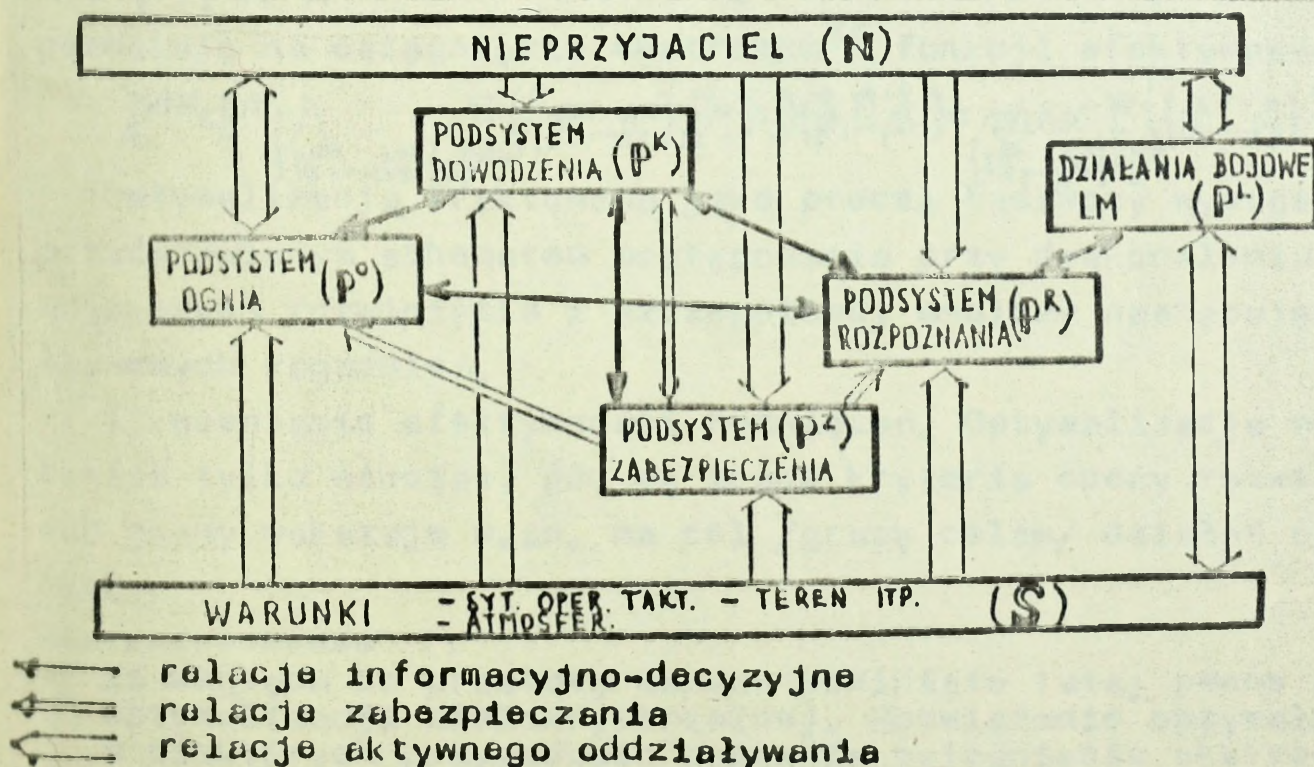 NIEPRZYJACIEL (N)
PODSYSTEM
DOWODZENIA (P^K)
DZIAŁANIA BOJOWE
LM (P^L)
PODSYSTEM
OGNIA (P^O)
PODSYSTEM
ROZPOZNANIA (P^R)
PODSYSTEM (P^Z)
ZABEZPIECZENIA
WARUNKI - SYT. OPER. TAKT. - TEREN ITP. (S)
- ATMOSFER.
relacje informacyjno-decyzyjne
relacje zabezpieczania
relacje aktywnego oddziaływania